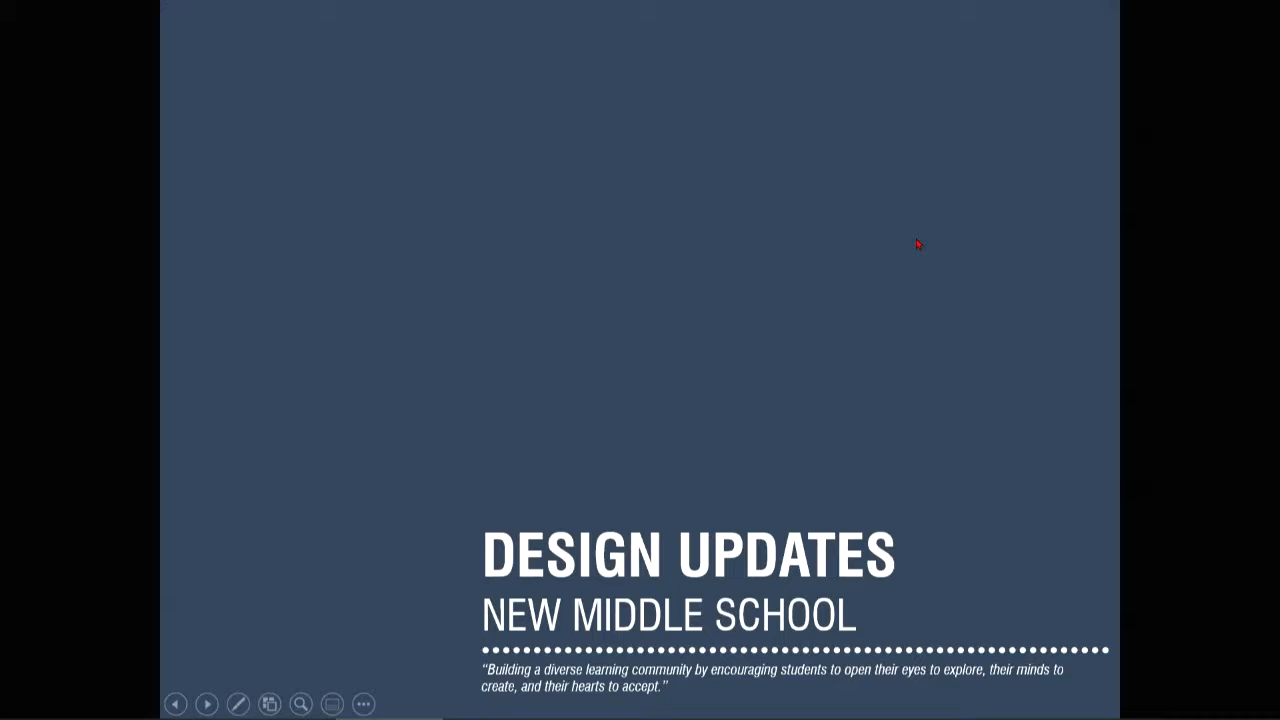 DESIGN UPDATES
NEW MIDDLE SCHOOL
“Building a diverse learning community by encouraging students to open their eyes to explore, their minds to
create, and their hearts to accept.”